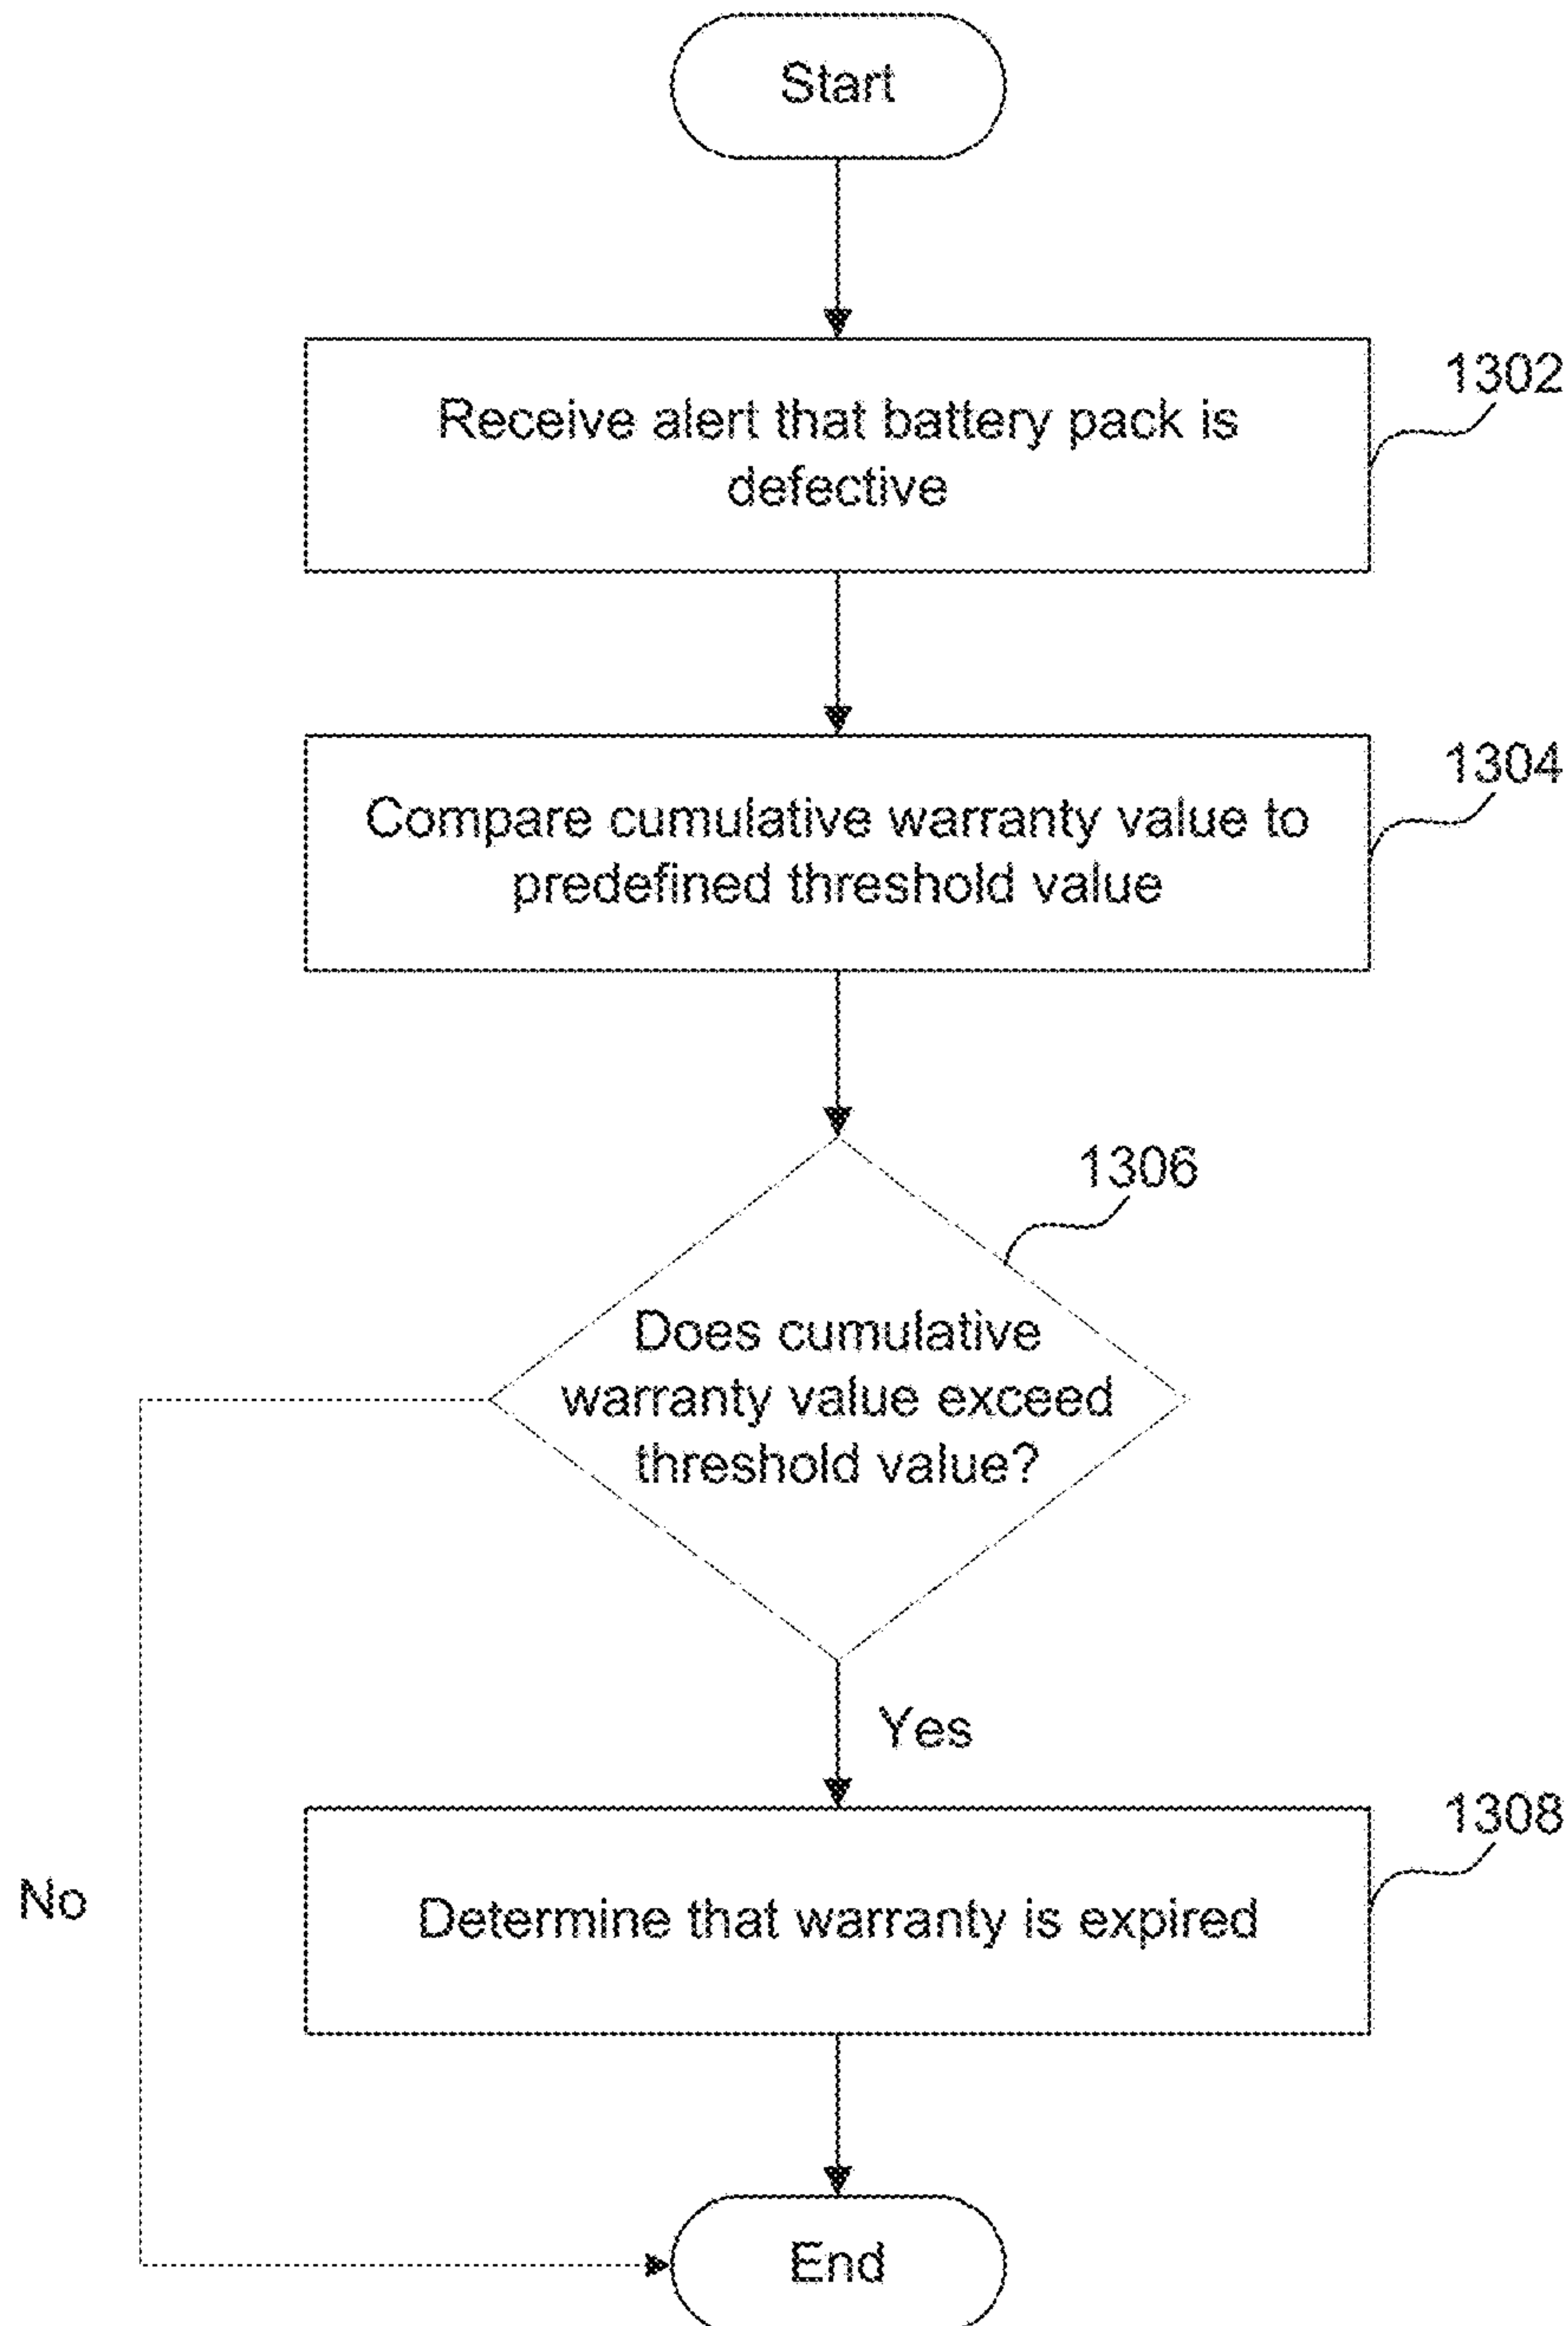 Start
Receive alert that battery pack is
defective
1302
Compare cumulative warranty value to
predefined threshold value
1304
1306
Does cumulative
warranty value exceed
threshold value?
Yes
No
Determine that warranty is expired
1308
End